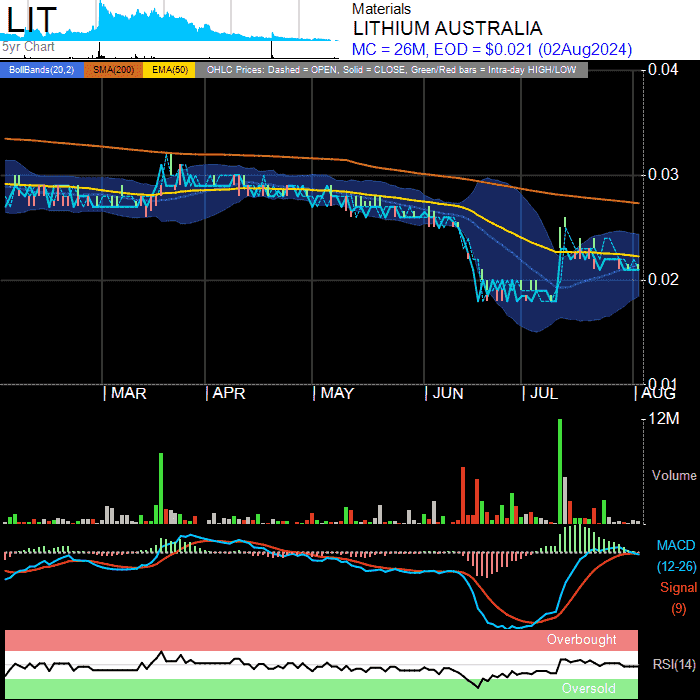 LIT
5yr Chart
Materials
LITHIUM AUSTRALIA
MC = 26M, EOD = $0.021 (02Aug2024)
BollBands(20,2) SMA(200) EMA(50) OHLC Prices: Dashed = OPEN, Solid = CLOSE, Green/Red bars = Intra-day HIGH/LOW
0.04
0.03
0.02
0.01
MAR APR MAY JUN JUL AUG
12M
Volume
MACD
(12-26)
Signal
(9)
Overbought
RSI(14)
Oversold